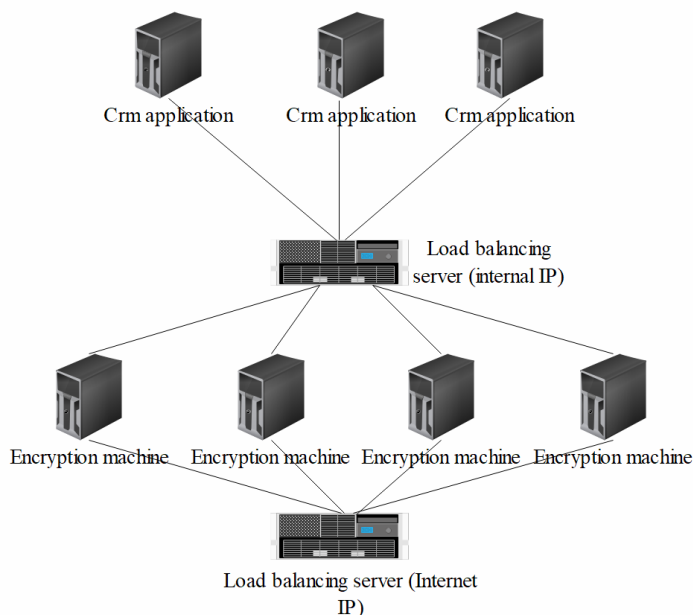 Crm application
Crm application
Crm application
Load balancing
server (internal IP)
Encryption machine
Encryption machine
Encryption machine
Encryption machine
Load balancing server (Internet
IP)